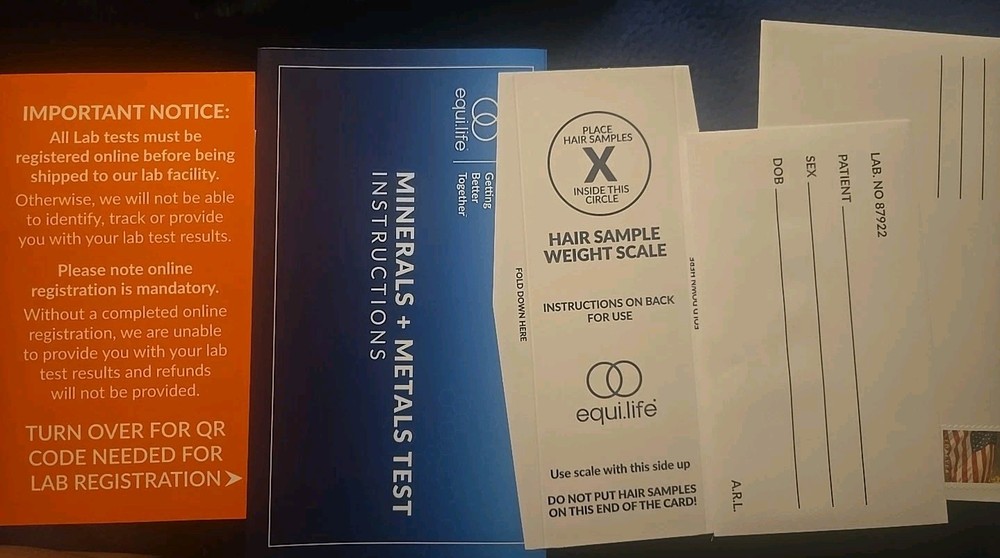 IMPORTANT NOTICE:
All Lab tests must be
registered online before being
shipped to our lab facility.
Otherwise, we will not be able
to identify, track or provide
you with your lab test results.
Please note online
registration is mandatory.
Without a completed online
registration, we are unable
to provide you with your lab
test results and refunds
will not be provided.
TURN OVER FOR QR
CODE NEEDED FOR
LAB REGISTRATION
equi.life
Getting
Better
Together
MINERALS + METALS TEST
INSTRUCTIONS
PLACE
HAIR SAMPLES
X
INSIDE THIS
CIRCLE
HAIR SAMPLE
WEIGHT SCALE
FOLD DOWN HERE
INSTRUCTIONS ON BACK
FOR USE
FOLD DOWN HERE
equi.life
Use scale with this side up
DO NOT PUT HAIR SAMPLES
ON THIS END OF THE CARD!
LAB. NO 87922
PATIENT
SEX
DOB
A.R.L.